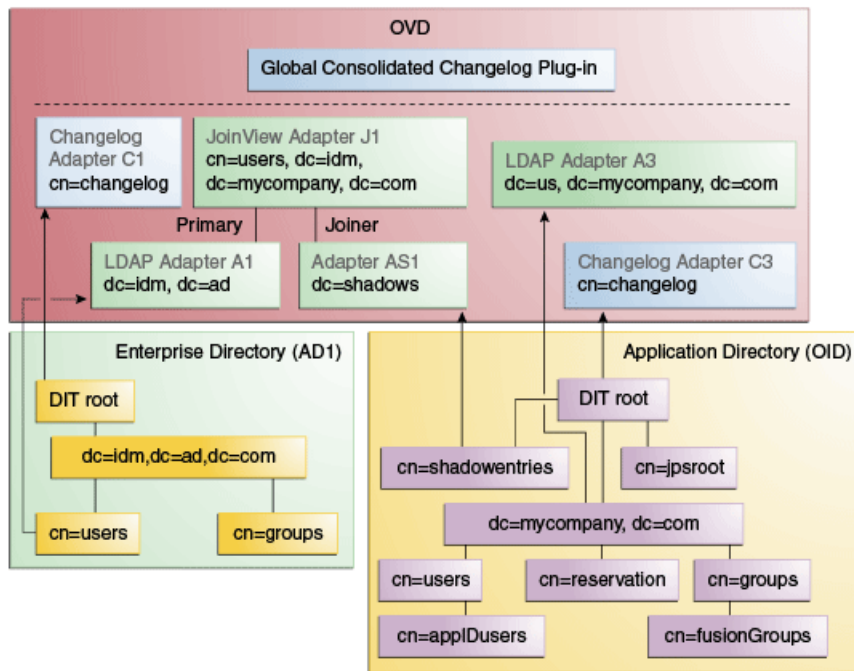 OVD
Global Consolidated Changelog Plug-in
Changelog
Adapter C1
cn=changelog
JoinView Adapter J1
cn=users, dc=idm,
dc=mycompany, dc=com
LDAP Adapter A3
dc=us, dc=mycompany, dc=com
Primary
Joiner
LDAP Adapter A1
dc=idm, dc=ad
Adapter AS1
dc=shadows
Changelog Adapter C3
cn=changelog
Enterprise Directory (AD1)
DIT root
dc=idm,dc=ad,dc=com
cn=users
cn=groups
Application Directory (OID)
DIT root
cn=shadowentries
cn=jpsroot
dc=mycompany, dc=com
cn=users
cn=reservation
cn=groups
cn=appIDusers
cn=fusionGroups